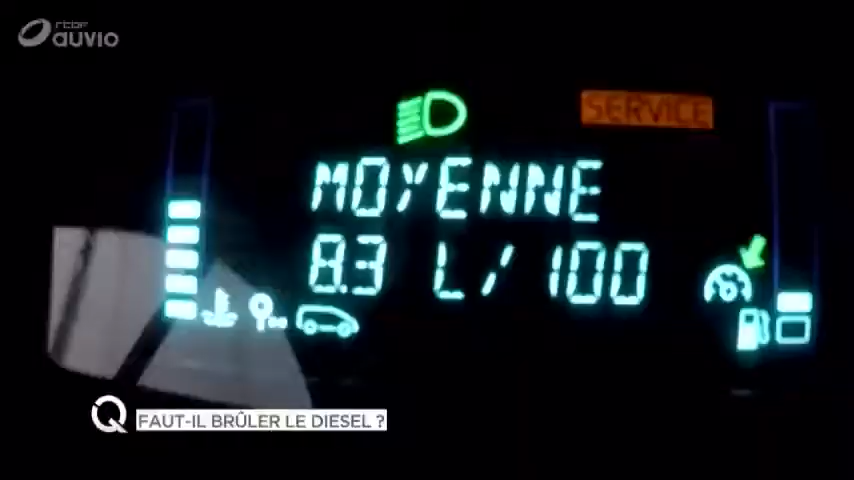 rtbf
auvio
SERVICE
MOYENNE
8.3 L/100
Q FAUT-IL BRÛLER LE DIESEL ?